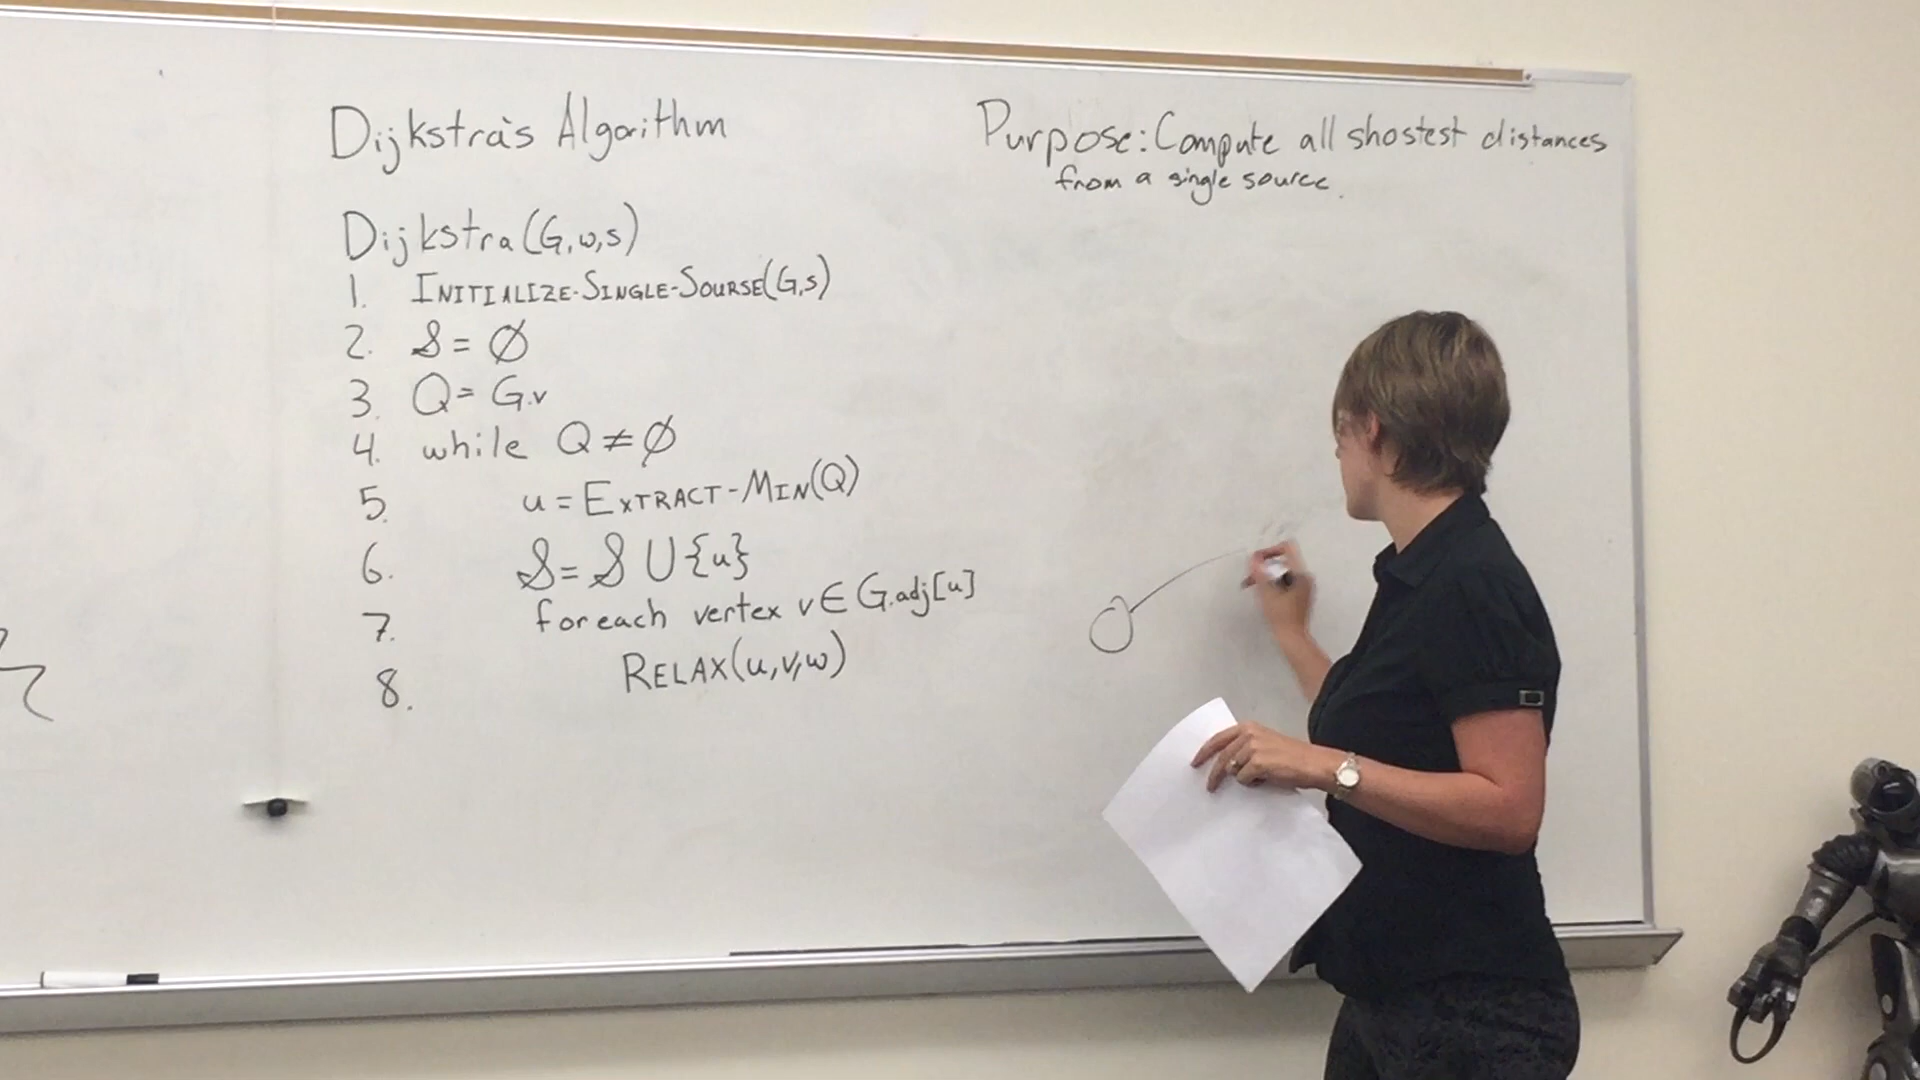 Dijkstra's Algorithm
Purpose: Compute all shostest distances
from a single source.
Dijkstra(G,w,s)
1. INITIALIZE-SINGLE-SOURSE(G,s)
2. S = ∅
3. Q = G.v
4. while Q ≠ ∅
5. u = EXTRACT-MIN(Q)
6. S = S ∪ {u}
7. for each vertex v ∈ G.adj[u]
8. RELAX(u,v,w)